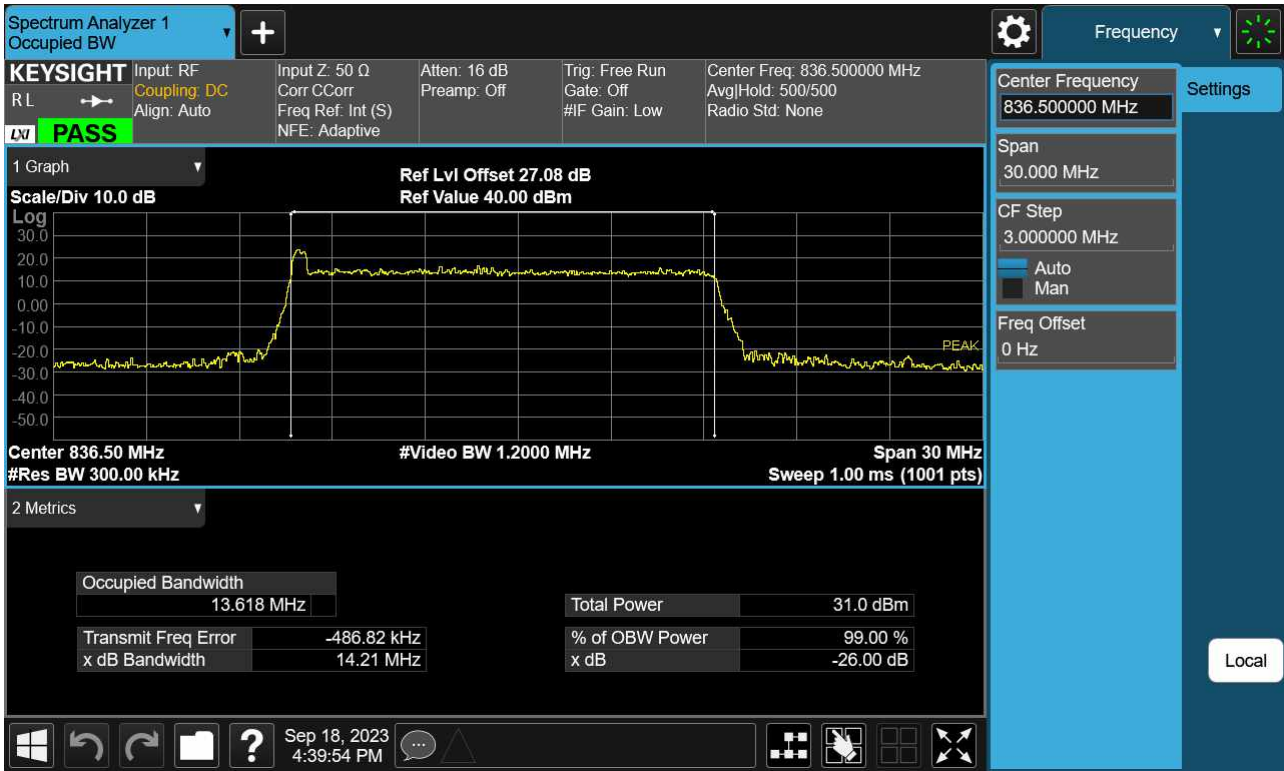 Spectrum Analyzer 1
Occupied BW
Frequency
KEYSIGHT
R L
LXI
PASS
Input: RF
Coupling: DC
Align: Auto
Input Z: 50 Ω
Corr CCorr
Freq Ref: Int (S)
NFE: Adaptive
Atten: 16 dB
Preamp: Off
Trig: Free Run
Gate: Off
#IF Gain: Low
Center Freq: 836.500000 MHz
Avg|Hold: 500/500
Radio Std: None
Center Frequency
836.500000 MHz
Settings
Span
30.000 MHz
CF Step
3.000000 MHz
Auto
Man
Freq Offset
0 Hz
Local
1 Graph
Scale/Div 10.0 dB
Ref Lvl Offset 27.08 dB
Ref Value 40.00 dBm
Log
30.0
20.0
10.0
0.00
-10.0
-20.0
-30.0
-40.0
-50.0
PEAK
Center 836.50 MHz
#Video BW 1.2000 MHz
Span 30 MHz
#Res BW 300.00 kHz
Sweep 1.00 ms (1001 pts)
2 Metrics
Occupied Bandwidth
13.618 MHz
Total Power 31.0 dBm
Transmit Freq Error -486.82 kHz
% of OBW Power 99.00 %
x dB Bandwidth 14.21 MHz
x dB -26.00 dB
?
Sep 18, 2023
4:39:54 PM